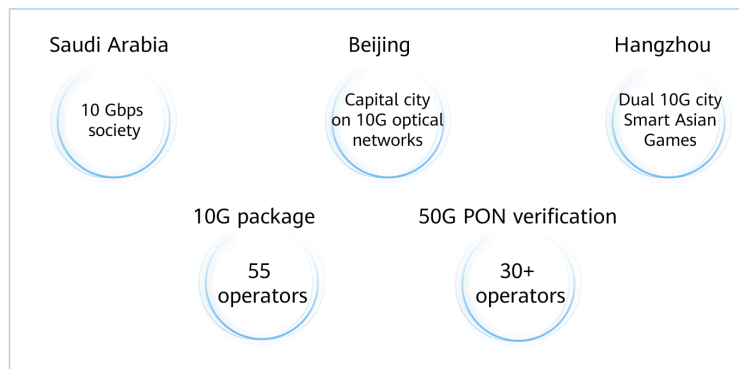 Saudi Arabia
10 Gbps
society
Beijing
Capital city
on 10G optical
networks
Hangzhou
Dual 10G city
Smart Asian
Games
10G package
55
operators
50G PON verification
30+
operators